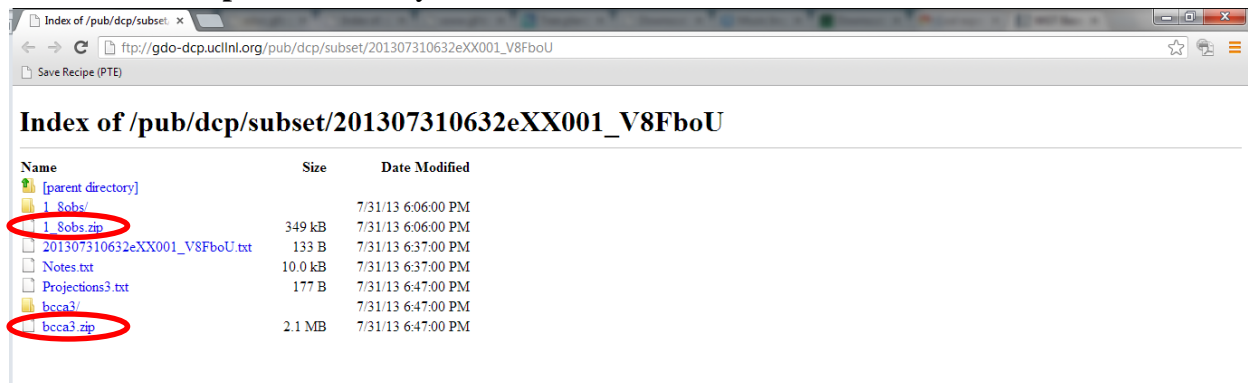 Index of /pub/dcp/subset, ×
ftp://gdo-dcp.ucllnl.org/pub/dcp/subset/201307310632eXX001_V8FboU
Save Recipe (PTE)
Index of /pub/dcp/subset/201307310632eXX001_V8FboU
Name Size Date Modified
[parent directory]
1_8obs/ 7/31/13 6:06:00 PM
1_8obs.zip 349 kB 7/31/13 6:06:00 PM
201307310632eXX001_V8FboU.txt 133 B 7/31/13 6:37:00 PM
Notes.txt 10.0 kB 7/31/13 6:37:00 PM
Projections3.txt 177 B 7/31/13 6:47:00 PM
bcca3/ 7/31/13 6:47:00 PM
bcca3.zip 2.1 MB 7/31/13 6:47:00 PM